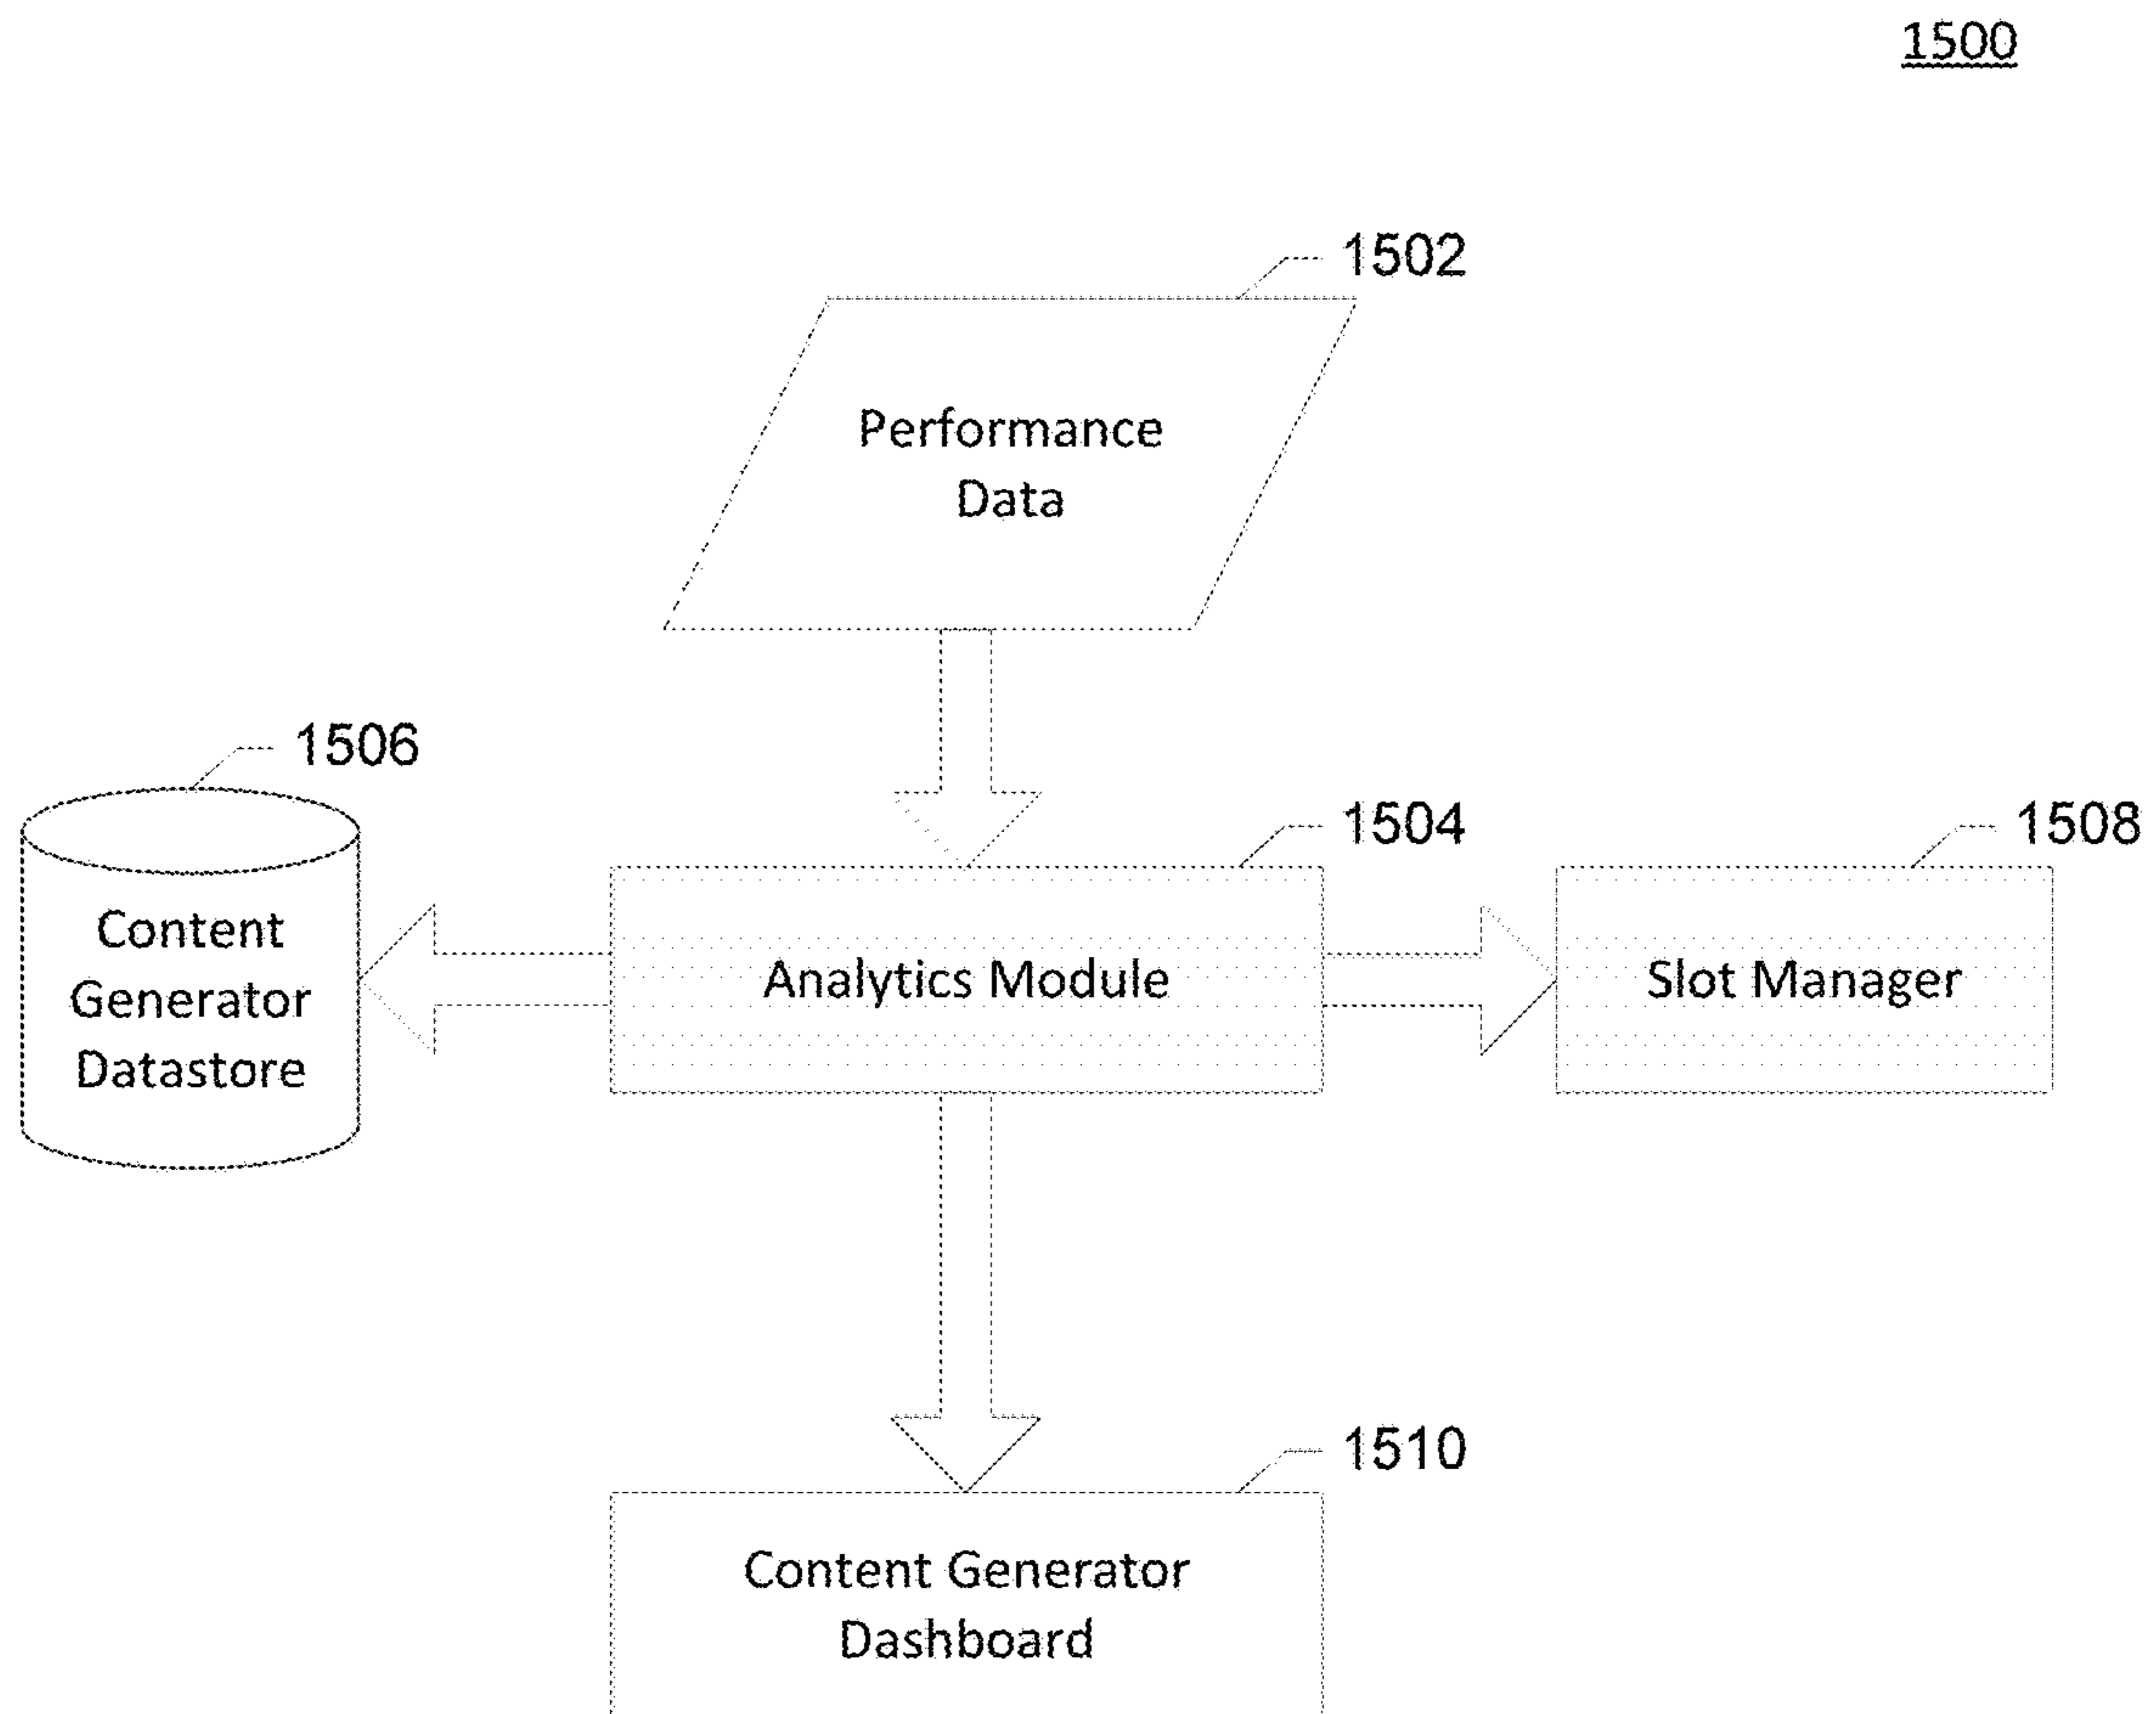 1500
1502
Performance
Data
1506
1504
1508
Content
Generator
Datastore
Analytics Module
Slot Manager
1510
Content Generator
Dashboard